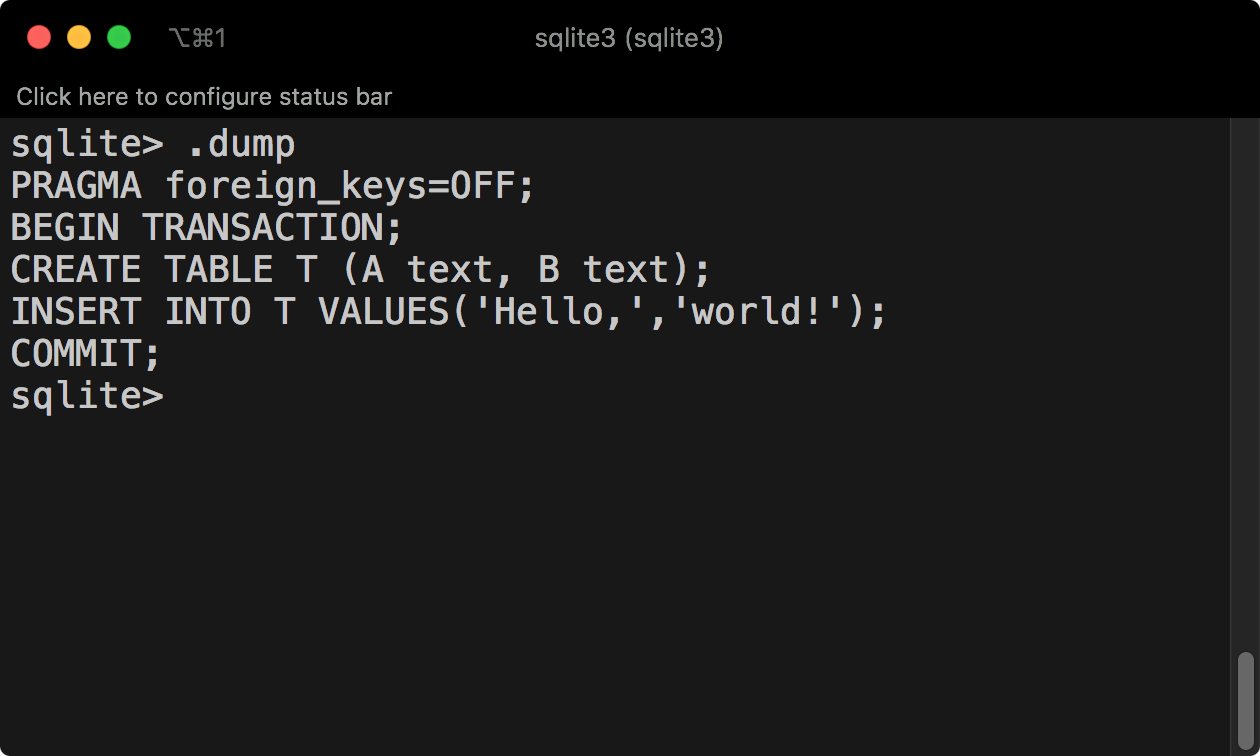 ⌥⌘1
sqlite3 (sqlite3)
Click here to configure status bar
sqlite> .dump
PRAGMA foreign_keys=OFF;
BEGIN TRANSACTION;
CREATE TABLE T (A text, B text);
INSERT INTO T VALUES('Hello,','world!');
COMMIT;
sqlite>